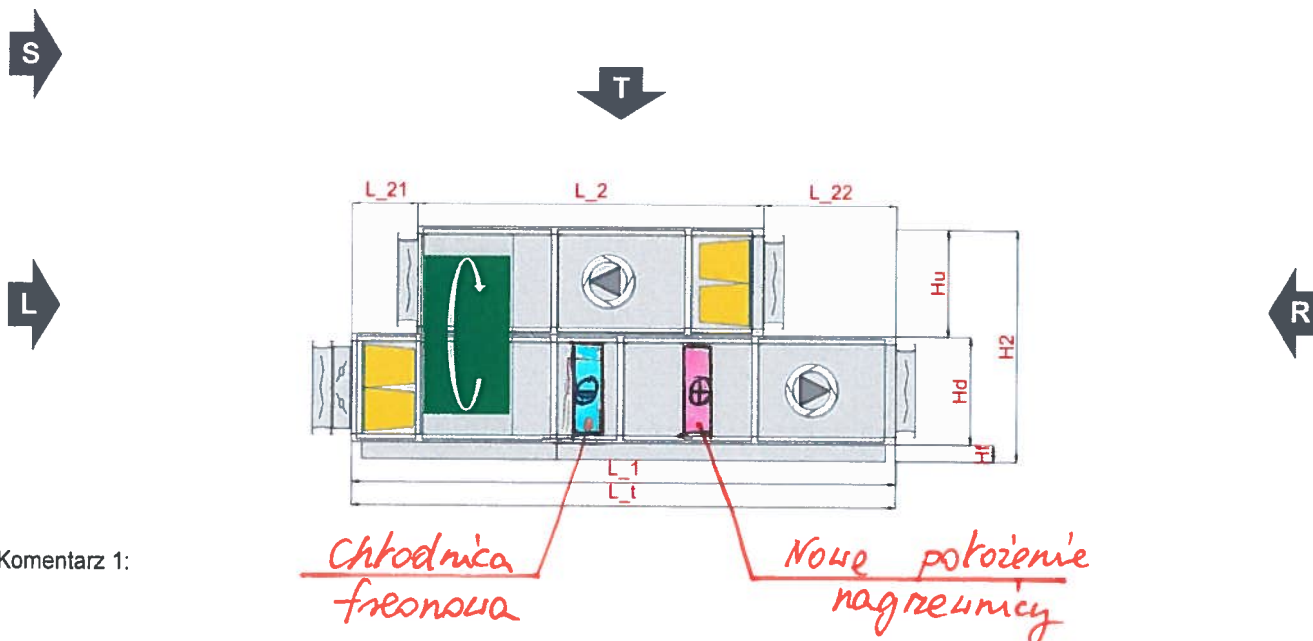 S
T
L_21
L_2
L_22
L
R
Hu
H2
Hd
Hf
L_1
L_t
Komentarz 1:
Chłodnica
freonowa
Nowe położenie
nagrzewnicy